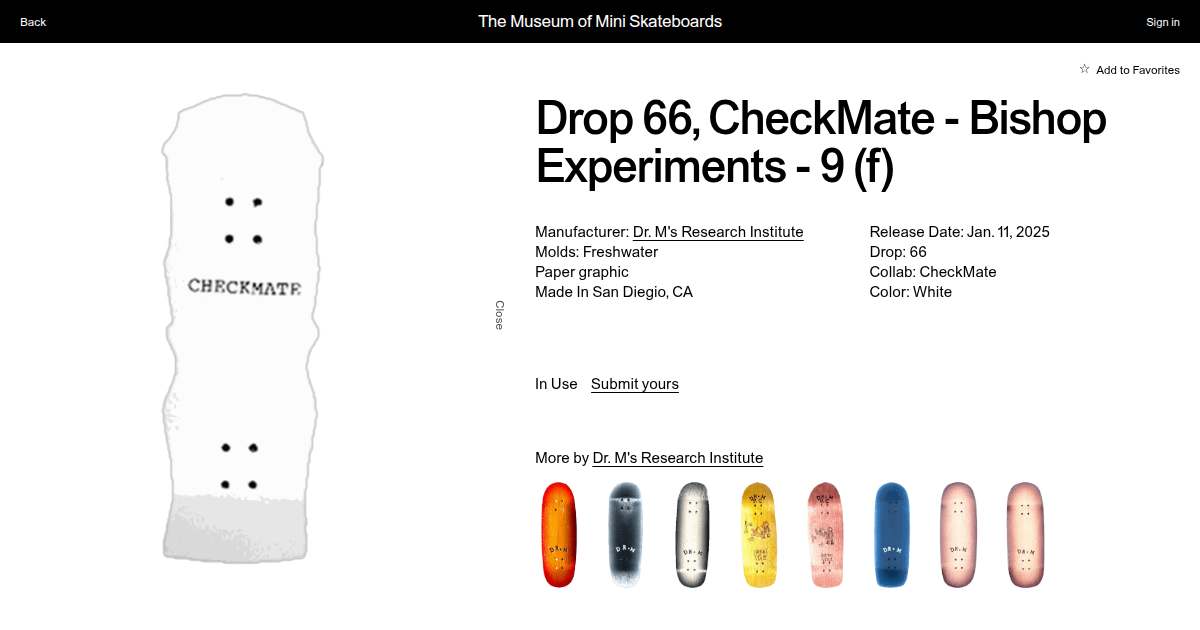 Back
The Museum of Mini Skateboards
Sign in
☆ Add to Favorites
CHECKMATE
Drop 66, CheckMate - Bishop
Experiments - 9 (f)
Manufacturer: Dr. M's Research Institute
Molds: Freshwater
Paper graphic
Made In San Diegio, CA
Release Date: Jan. 11, 2025
Drop: 66
Collab: CheckMate
Color: White
Close
In Use Submit yours
More by Dr. M's Research Institute